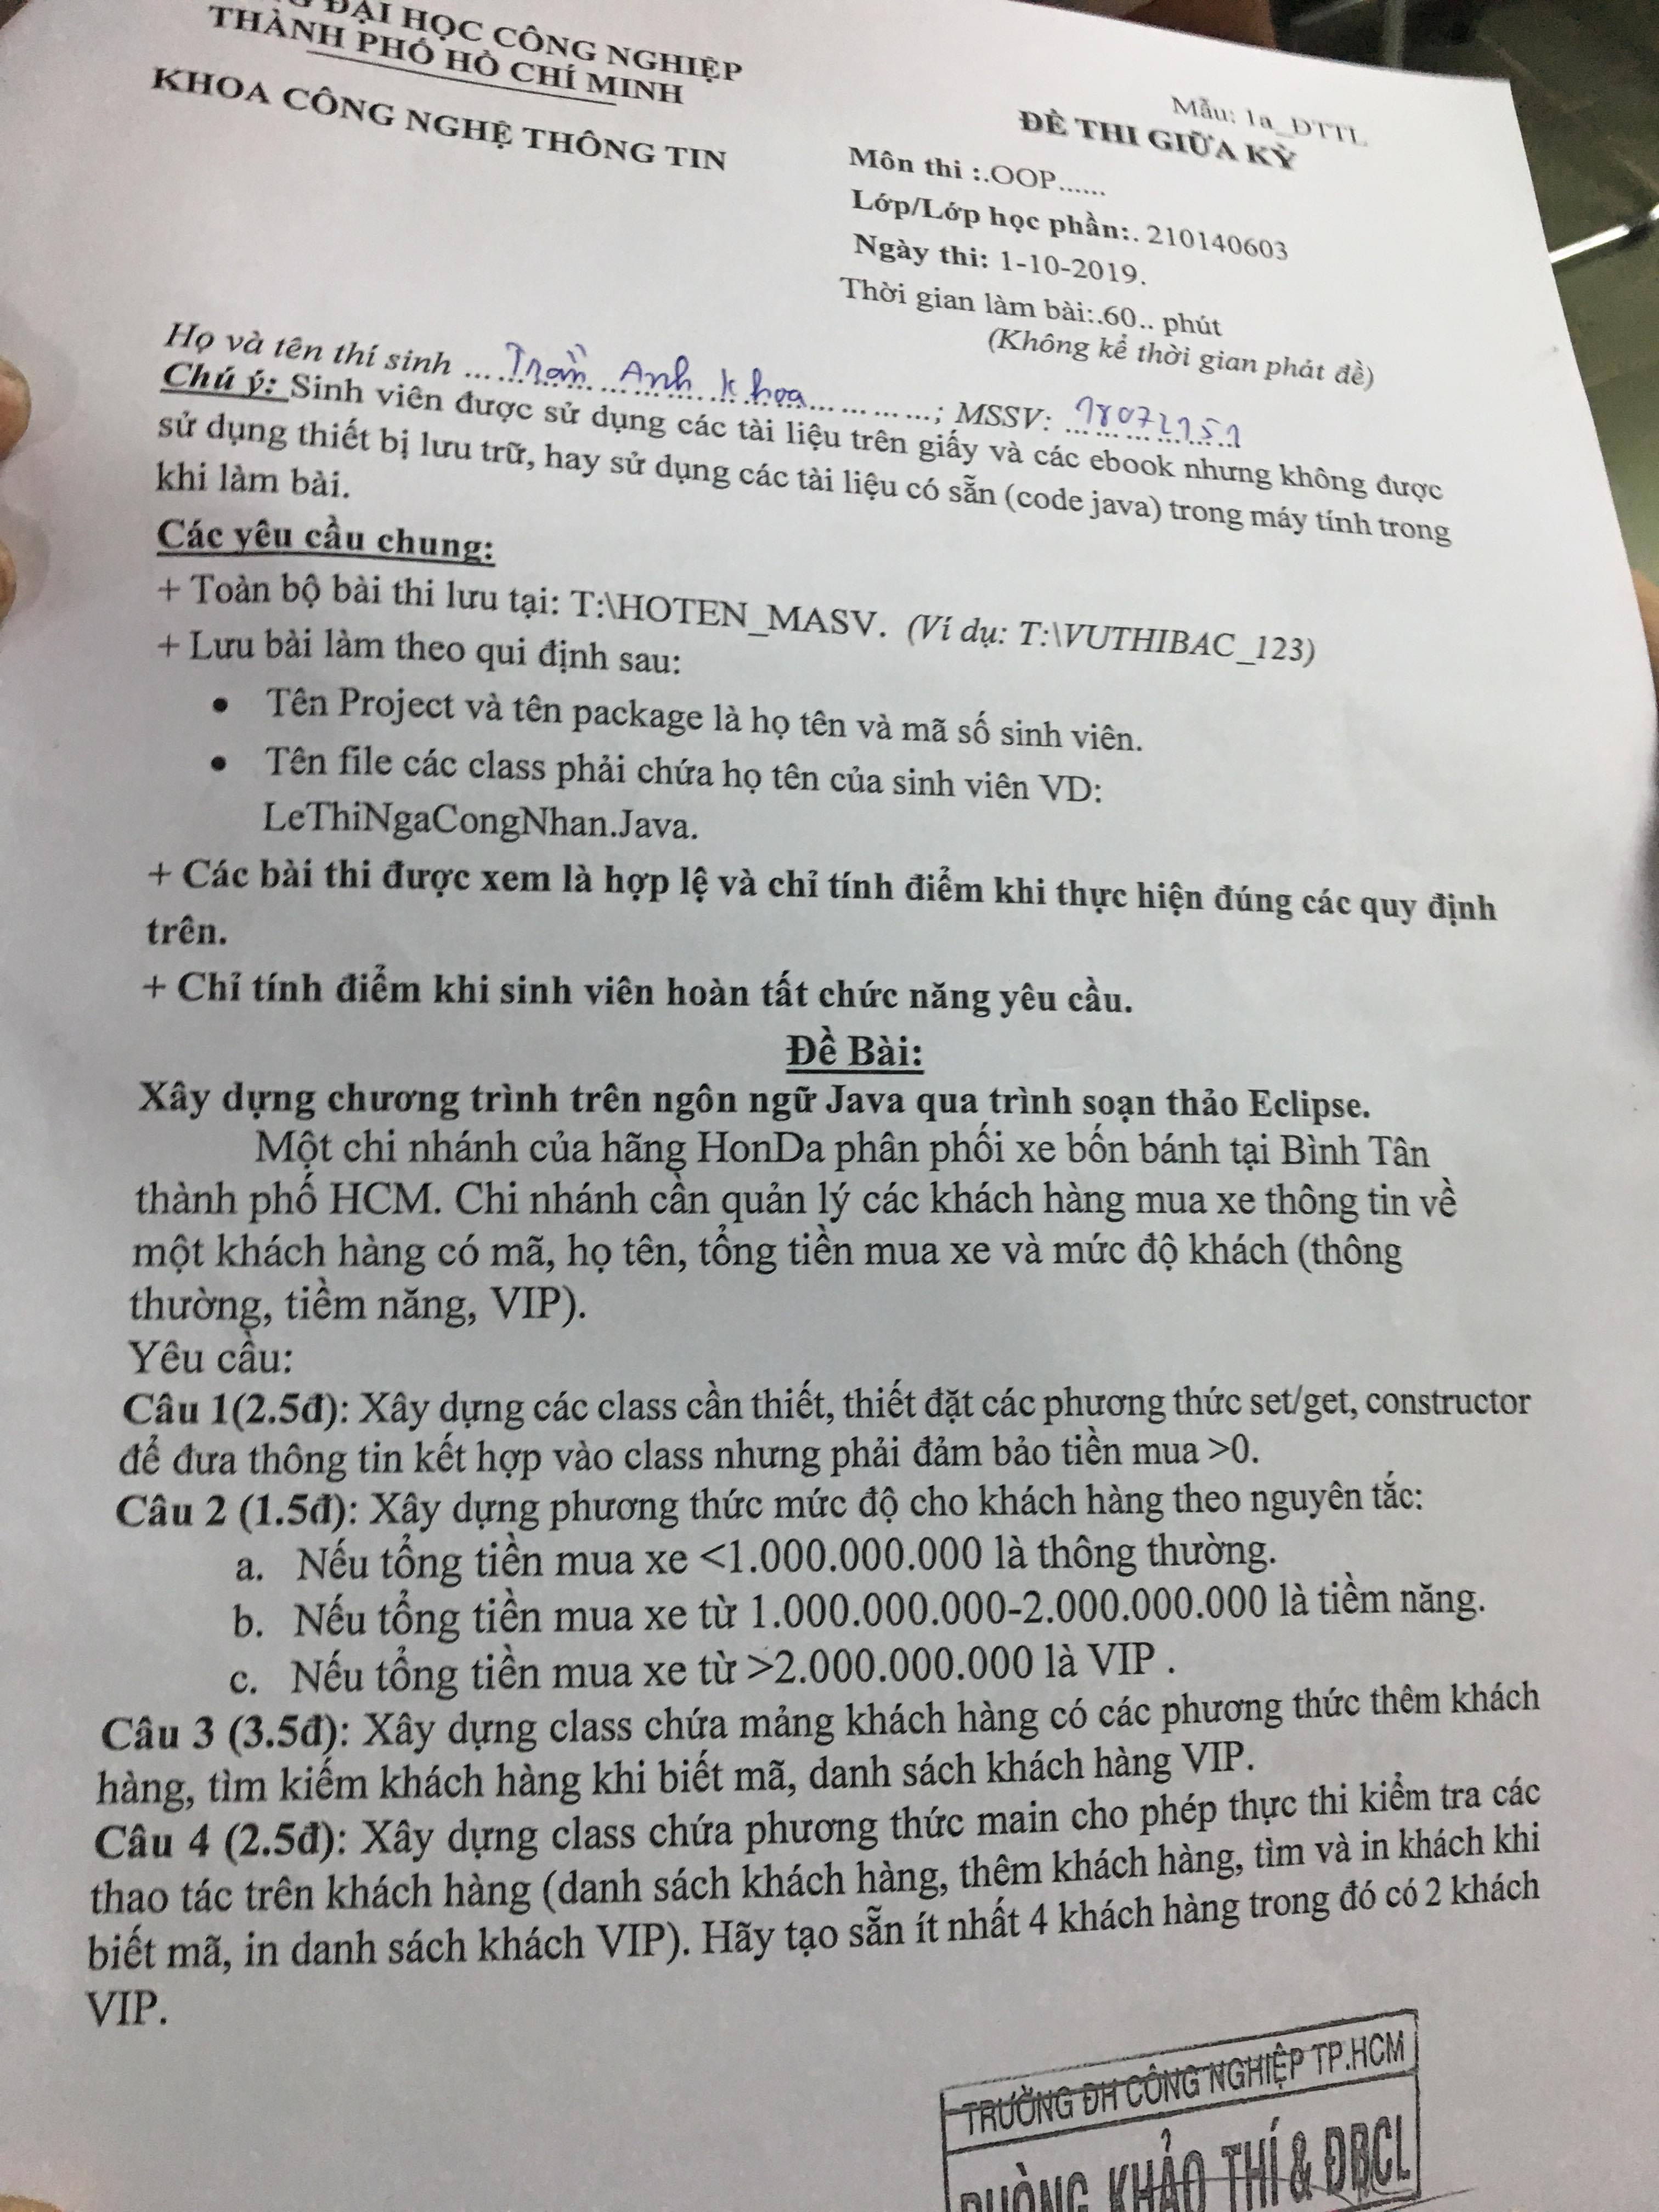 ĐẠI HỌC CÔNG NGHIỆP
THÀNH PHỐ HỒ CHÍ MINH
KHOA CÔNG NGHỆ THÔNG TIN
Mẫu: 1a_ĐTTL
ĐỀ THI GIỮA KỲ
Môn thi :.OOP......
Lớp/Lớp học phần:. 210140603
Ngày thi: 1-10-2019.
Thời gian làm bài:.60.. phút
(Không kể thời gian phát đề)
Họ và tên thí sinh ... Trần Anh Khoa ...; MSSV: 18072151
Chú ý: Sinh viên được sử dụng các tài liệu trên giấy và các ebook nhưng không được
sử dụng thiết bị lưu trữ, hay sử dụng các tài liệu có sẵn (code java) trong máy tính trong
khi làm bài.
Các yêu cầu chung:
+ Toàn bộ bài thi lưu tại: T:\HOTEN_MASV. (Ví dụ: T:\VUTHIBAC_123)
+ Lưu bài làm theo qui định sau:
• Tên Project và tên package là họ tên và mã số sinh viên.
• Tên file các class phải chứa họ tên của sinh viên VD:
LeThiNgaCongNhan.Java.
+ Các bài thi được xem là hợp lệ và chỉ tính điểm khi thực hiện đúng các quy định
trên.
+ Chỉ tính điểm khi sinh viên hoàn tất chức năng yêu cầu.
Đề Bài:
Xây dựng chương trình trên ngôn ngữ Java qua trình soạn thảo Eclipse.
Một chi nhánh của hãng HonDa phân phối xe bốn bánh tại Bình Tân
thành phố HCM. Chi nhánh cần quản lý các khách hàng mua xe thông tin về
một khách hàng có mã, họ tên, tổng tiền mua xe và mức độ khách (thông
thường, tiềm năng, VIP).
Yêu cầu:
Câu 1(2.5đ): Xây dựng các class cần thiết, thiết đặt các phương thức set/get, constructor
để đưa thông tin kết hợp vào class nhưng phải đảm bảo tiền mua >0.
Câu 2 (1.5đ): Xây dựng phương thức mức độ cho khách hàng theo nguyên tắc:
a. Nếu tổng tiền mua xe <1.000.000.000 là thông thường.
b. Nếu tổng tiền mua xe từ 1.000.000.000-2.000.000.000 là tiềm năng.
c. Nếu tổng tiền mua xe từ >2.000.000.000 là VIP .
Câu 3 (3.5đ): Xây dựng class chứa mảng khách hàng có các phương thức thêm khách
hàng, tìm kiếm khách hàng khi biết mã, danh sách khách hàng VIP.
Câu 4 (2.5đ): Xây dựng class chứa phương thức main cho phép thực thi kiểm tra các
thao tác trên khách hàng (danh sách khách hàng, thêm khách hàng, tìm và in khách khi
biết mã, in danh sách khách VIP). Hãy tạo sẵn ít nhất 4 khách hàng trong đó có 2 khách
VIP.
TRƯỜNG ĐH CÔNG NGHIỆP TP.HCM
PHÒNG KHẢO THÍ & ĐBCL